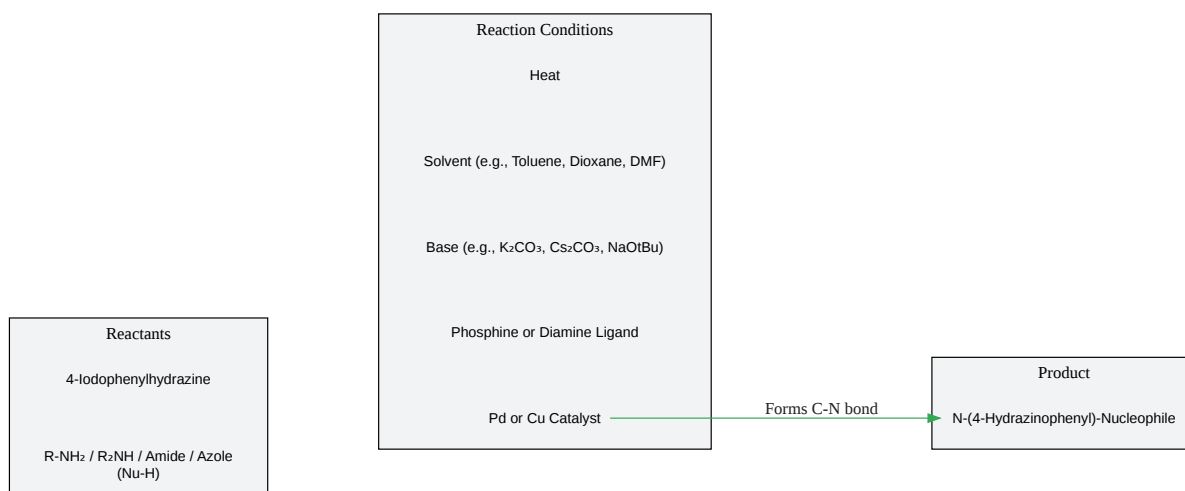 Reaction Conditions
Heat
Solvent (e.g., Toluene, Dioxane, DMF)
Base (e.g., K₂CO₃, Cs₂CO₃, NaOtBu)
Phosphine or Diamine Ligand
Pd or Cu Catalyst
Reactants
4-Iodophenylhydrazine
R-NH₂ / R₂NH / Amide / Azole
(Nu-H)
Forms C-N bond
Product
N-(4-Hydrazinophenyl)-Nucleophile